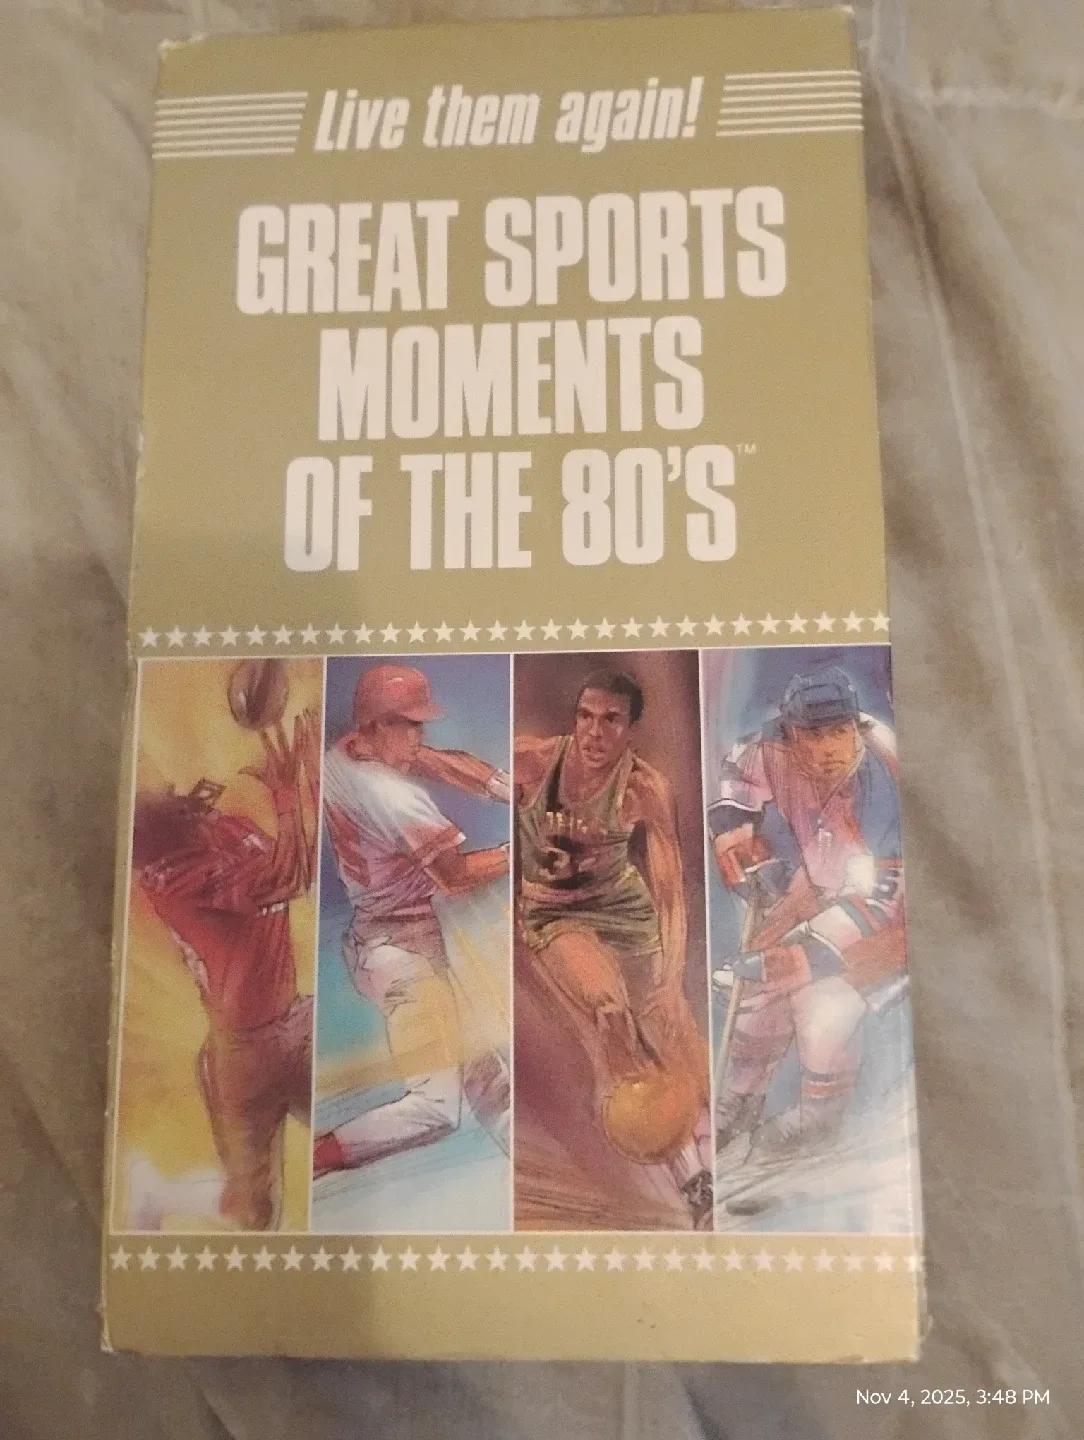 Live them again!
GREAT SPORTS
MOMENTS
OF THE 80'S™
Nov 4, 2025, 3:48 PM